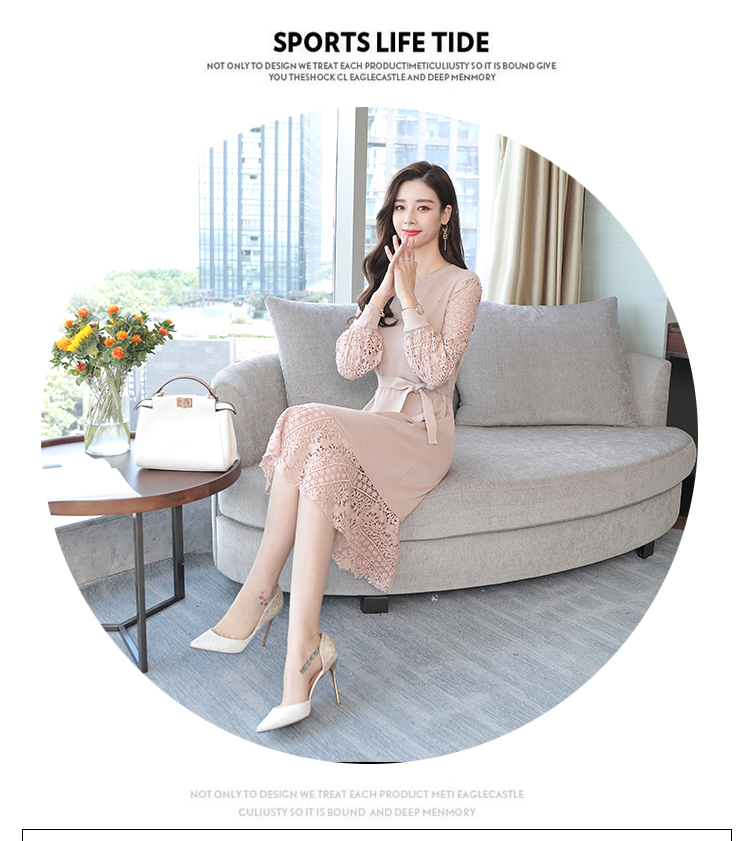 SPORTS LIFE TIDE
NOT ONLY TO DESIGN WE TREAT EACH PRODUCT!METICULIUSTY SO IT IS BOUND GIVE
YOU THESHOCK CL EAGLECASTLE AND DEEP MENMORY
NOT ONLY TO DESIGN WE TREAT EACH PRODUCT METI EAGLECASTLE
CULIUSTY SO IT IS BOUND AND DEEP MENMORY